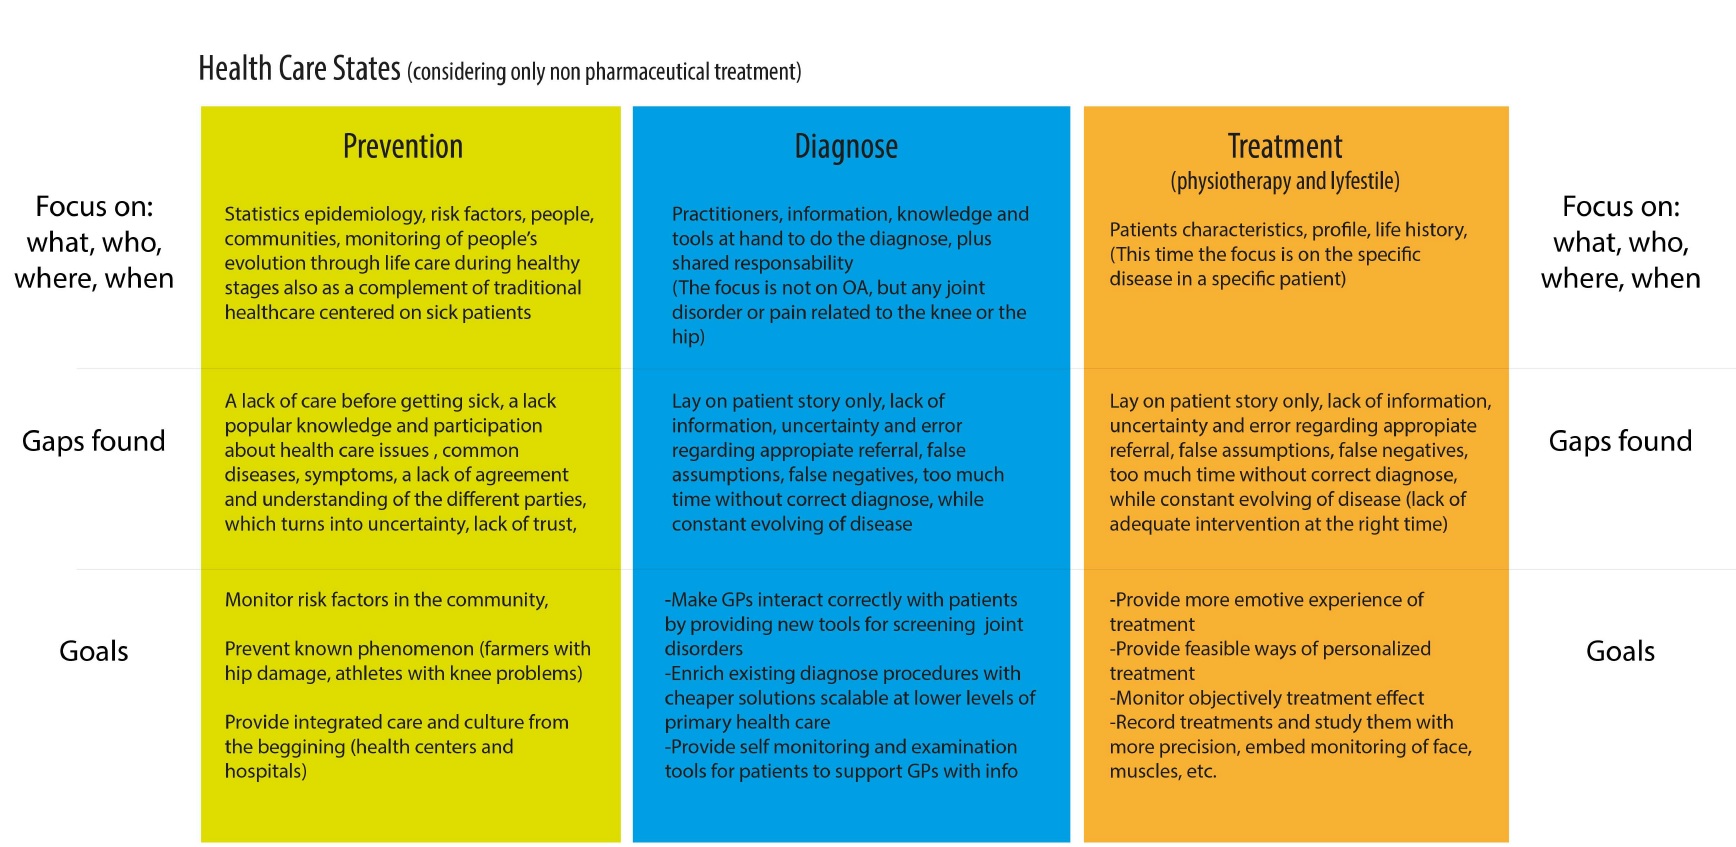 Health Care States (considering only non pharmaceutical treatment)
Focus on:
what, who,
where, when
Prevention
Statistics epidemiology, risk factors, people,
communities, monitoring of people's
evolution through life care during healthy
stages also as a complement of traditional
healthcare centered on sick patients
Diagnose
Practitioners, information, knowledge and
tools at hand to do the diagnose, plus
shared responsability
(The focus is not on OA, but any joint
disorder or pain related to the knee or the
hip)
Treatment
(physiotherapy and lyfestile)
Patients characteristics, profile, life history,
(This time the focus is on the specific
disease in a specific patient)
Focus on:
what, who,
where, when
Gaps found
A lack of care before getting sick, a lack
popular knowledge and participation
about health care issues , common
diseases, symptoms, a lack of agreement
and understanding of the different parties,
which turns into uncertainty, lack of trust,
Lay on patient story only, lack of
information, uncertainty and error
regarding appropiate referral, false
assumptions, false negatives, too much
time without correct diagnose, while
constant evolving of disease
Lay on patient story only, lack of information,
uncertainty and error regarding appropiate
referral, false assumptions, false negatives,
too much time without correct diagnose,
while constant evolving of disease (lack of
adequate intervention at the right time)
Gaps found
Goals
Monitor risk factors in the community,
Prevent known phenomenon (farmers with
hip damage, athletes with knee problems)
Provide integrated care and culture from
the beggining (health centers and
hospitals)
-Make GPs interact correctly with patients
by providing new tools for screening  joint
disorders
-Enrich existing diagnose procedures with
cheaper solutions scalable at lower levels of
primary health care
-Provide self monitoring and examination
tools for patients to support GPs with info
-Provide more emotive experience of
treatment
-Provide feasible ways of personalized
treatment
-Monitor objectively treatment effect
-Record treatments and study them with
more precision, embed monitoring of face,
muscles, etc.
Goals